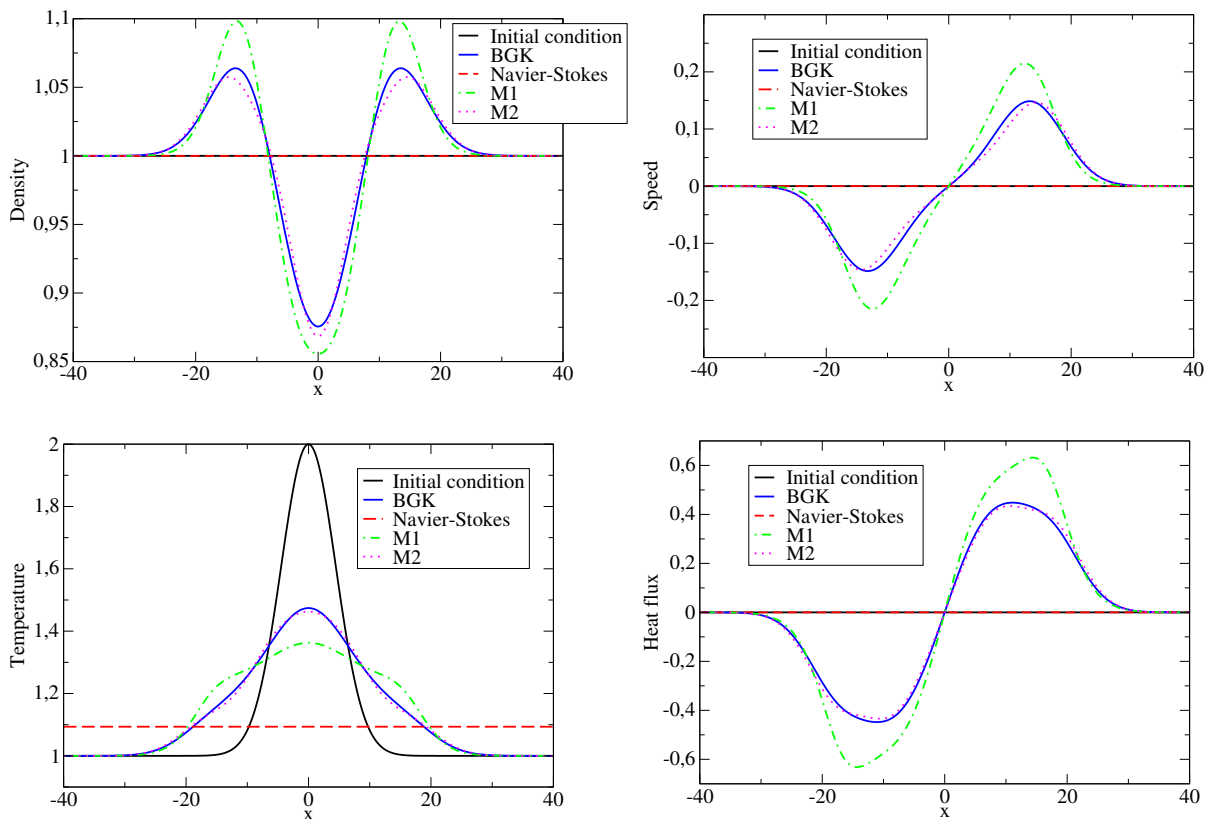 1,1
1,05
1
0,95
0,9
0,85
Density
-40
-20
0
20
40
x
Initial condition
BGK
Navier-Stokes
M1
M2
0,2
0,1
0
-0,1
-0,2
Speed
-40
-20
0
20
40
x
Initial condition
BGK
Navier-Stokes
M1
M2
2
1,8
1,6
1,4
1,2
1
Temperature
-40
-20
0
20
40
x
Initial condition
BGK
Navier-Stokes
M1
M2
0,6
0,4
0,2
0
-0,2
-0,4
-0,6
Heat flux
-40
-20
0
20
40
x
Initial condition
BGK
Navier-Stokes
M1
M2